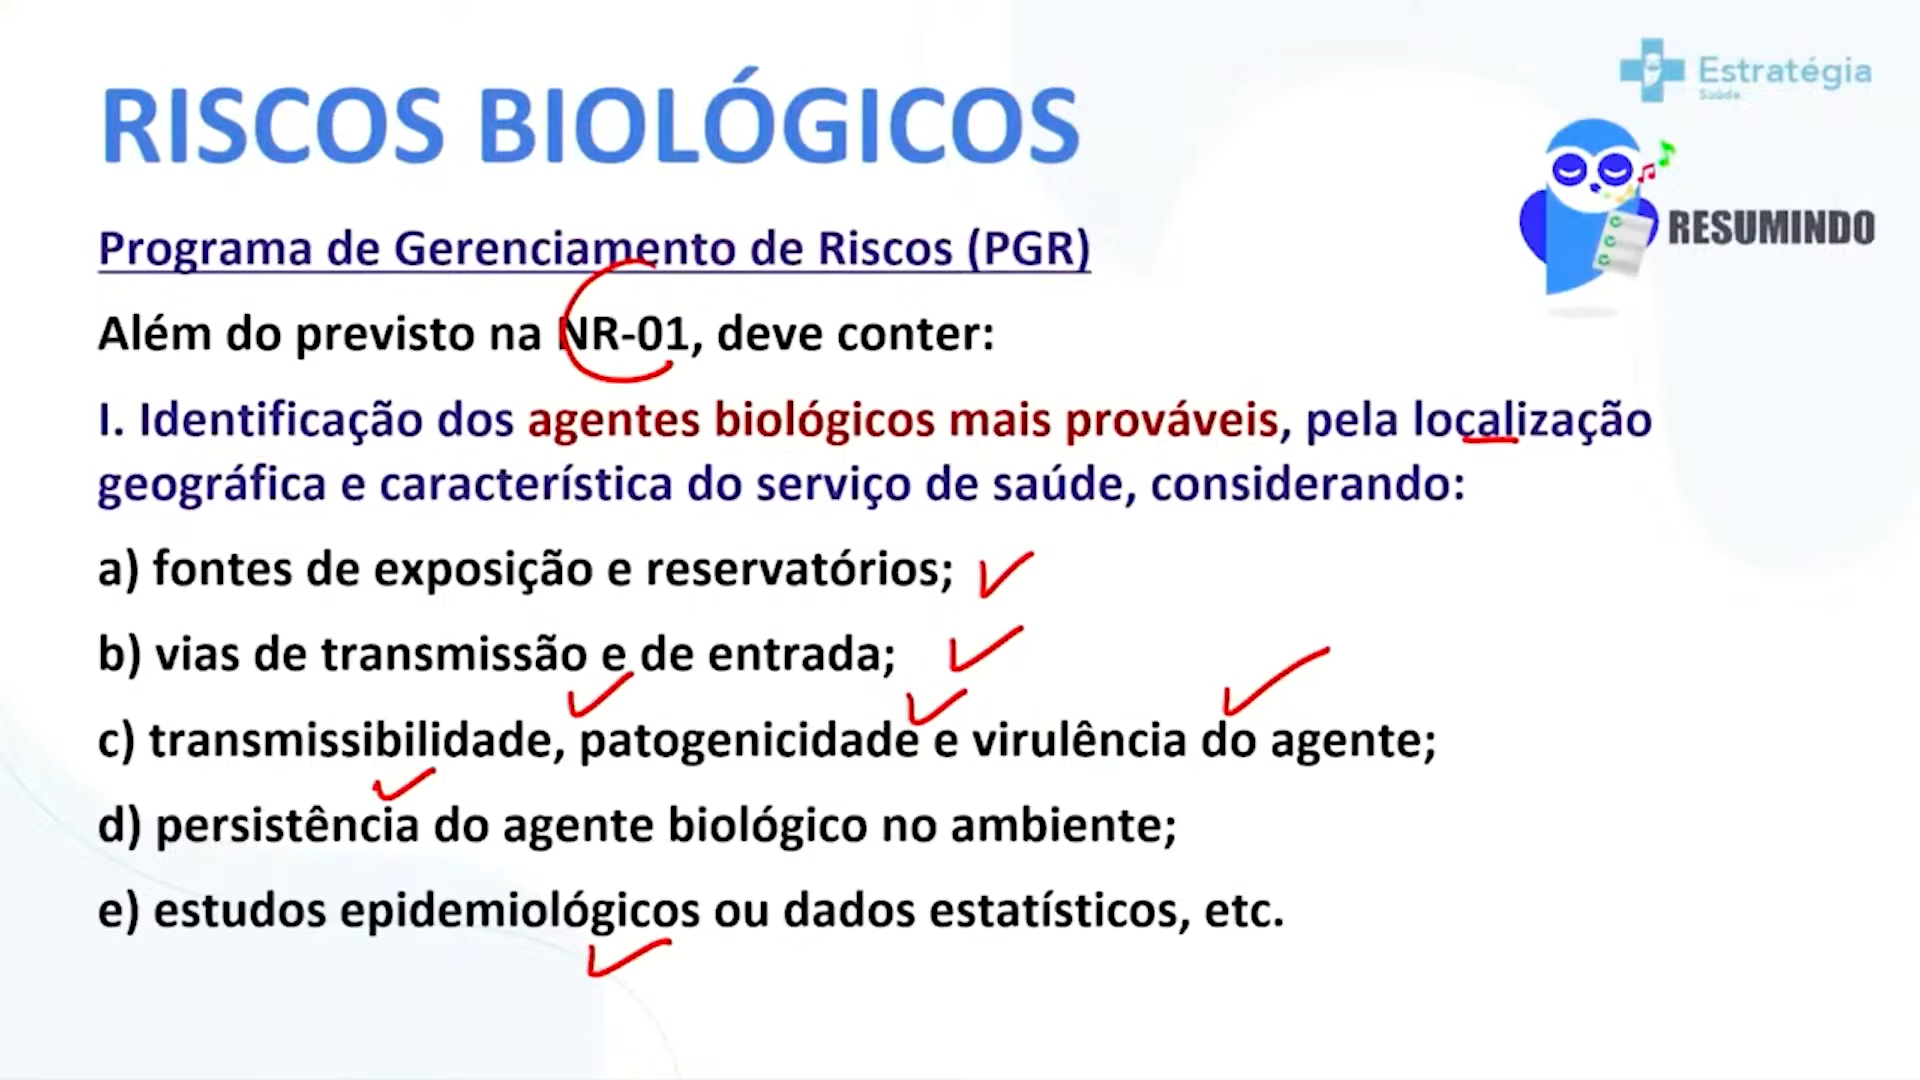 Estratégia
Saúde
RISCOS BIOLÓGICOS
RESUMINDO
Programa de Gerenciamento de Riscos (PGR)
Além do previsto na NR-01, deve conter:
I. Identificação dos agentes biológicos mais prováveis, pela localização
geográfica e característica do serviço de saúde, considerando:
a) fontes de exposição e reservatórios;
b) vias de transmissão e de entrada;
c) transmissibilidade, patogenicidade e virulência do agente;
d) persistência do agente biológico no ambiente;
e) estudos epidemiológicos ou dados estatísticos, etc.